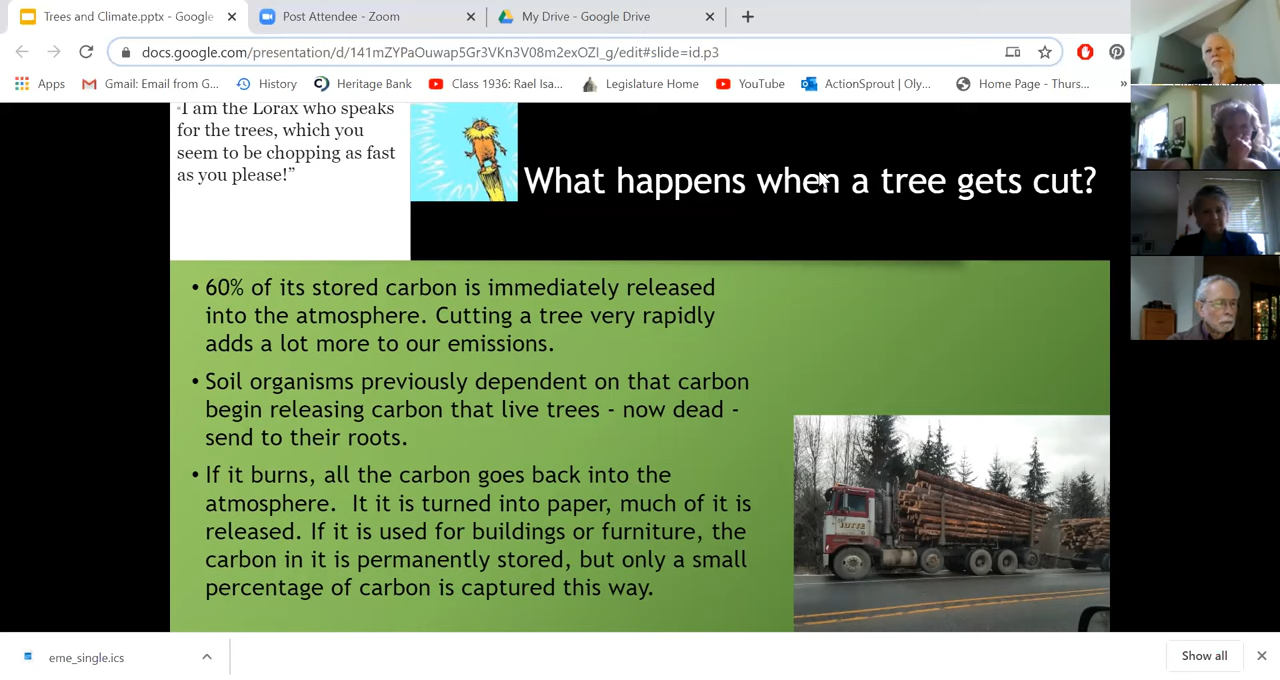 Trees and Climate.pptx - Google
Post Attendee - Zoom
My Drive - Google Drive
docs.google.com/presentation/d/141mZYPaOuwap5Gr3VKn3V08m2exOZI_g/edit#slide=id.p3
Apps
Gmail: Email from G...
History
Heritage Bank
Class 1936: Rael Isa...
Legislature Home
YouTube
ActionSprout | Oly...
Home Page - Thurs...
»
"I am the Lorax who speaks
for the trees, which you
seem to be chopping as fast
as you please!”
What happens when a tree gets cut?
• 60% of its stored carbon is immediately released
into the atmosphere. Cutting a tree very rapidly
adds a lot more to our emissions.
• Soil organisms previously dependent on that carbon
begin releasing carbon that live trees - now dead -
send to their roots.
• If it burns, all the carbon goes back into the
atmosphere. It it is turned into paper, much of it is
released. If it is used for buildings or furniture, the
carbon in it is permanently stored, but only a small
percentage of carbon is captured this way.
eme_single.ics
Show all